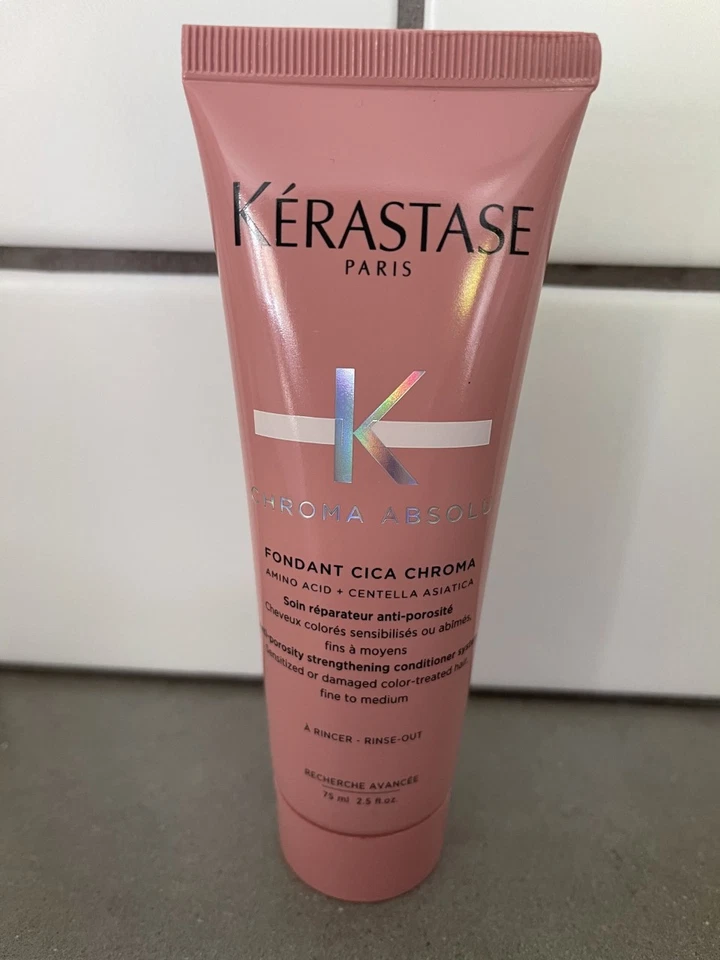 KÉRASTASE
PARIS
K
CHROMA ABSOLU
FONDANT CICA CHROMA
AMINO ACID + CENTELLA ASIATICA
Soin réparateur anti-porosité
Cheveux colorés sensibilisés ou abîmés,
fins à moyens
-porosity strengthening conditioner
sensitized or damaged color-treated hair
fine to medium
À RINCER - RINSE-OUT
RECHERCHE AVANCÉE
75 ml 2.5 fl.oz.